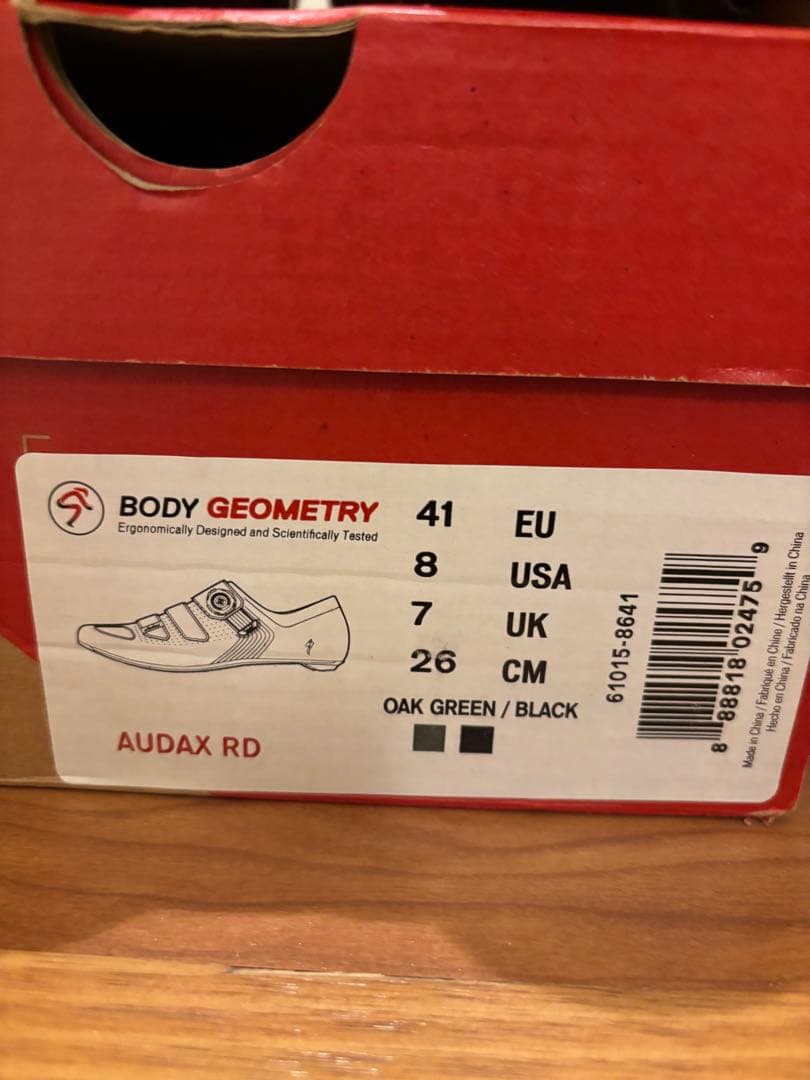 BODY GEOMETRY
Ergonomically Designed and Scientifically Tested
41 EU
8 USA
7 UK
26 CM
OAK GREEN / BLACK
AUDAX RD
61015-8641
8 88818 02475 9
Made in China / Fabriqué en Chine / Hergestellt in China
Hecho en China / Fabricado na China